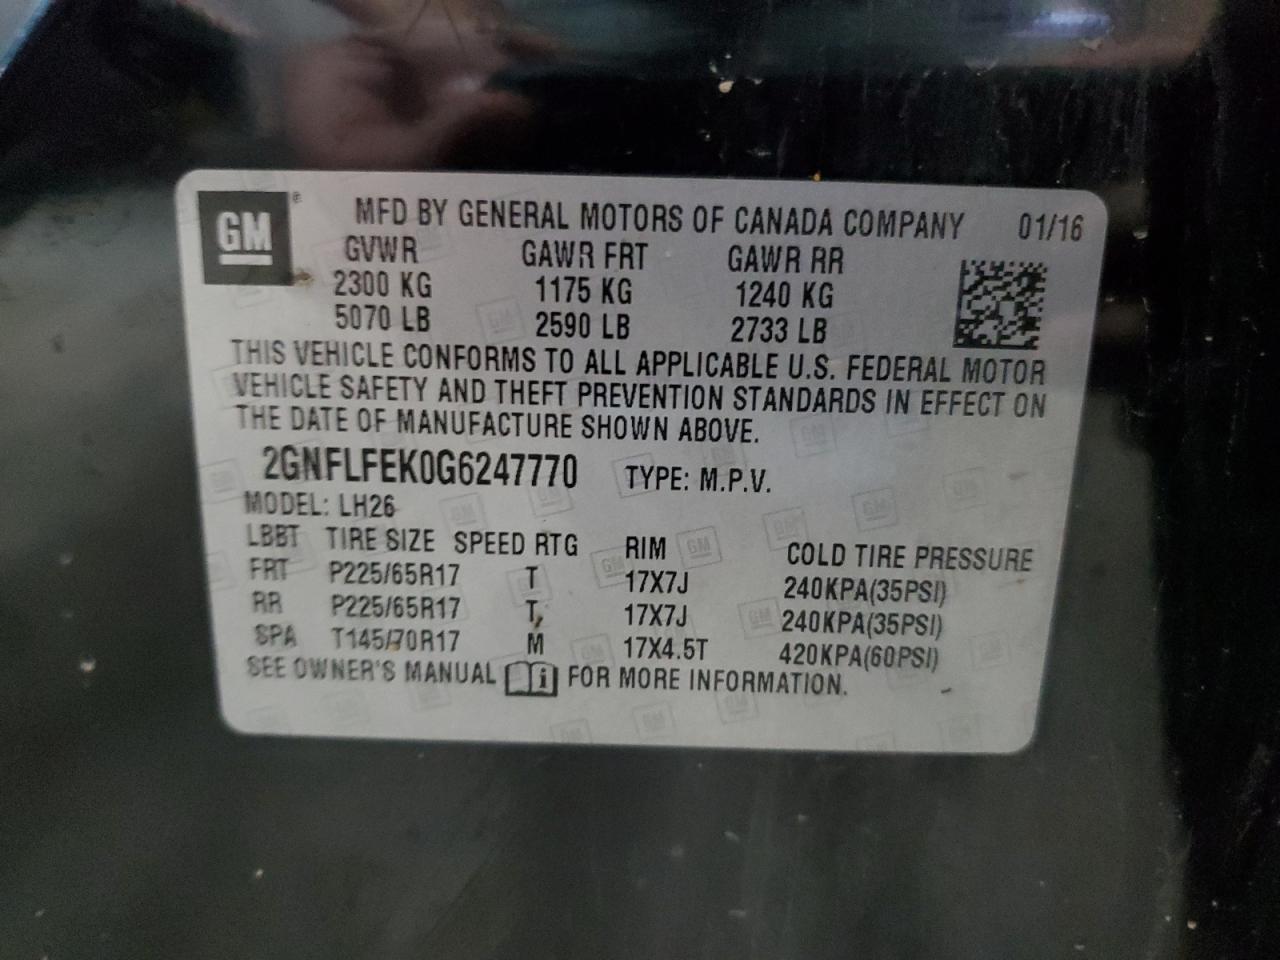 GM® MFD BY GENERAL MOTORS OF CANADA COMPANY 01/16
GVWR GAWR FRT GAWR RR
2300 KG 1175 KG 1240 KG
5070 LB 2590 LB 2733 LB
THIS VEHICLE CONFORMS TO ALL APPLICABLE U.S. FEDERAL MOTOR
VEHICLE SAFETY AND THEFT PREVENTION STANDARDS IN EFFECT ON
THE DATE OF MANUFACTURE SHOWN ABOVE.
2GNFLFEK0G6247770 TYPE: M.P.V.
MODEL: LH26
LBBT TIRE SIZE SPEED RTG RIM COLD TIRE PRESSURE
FRT P225/65R17 T 17X7J 240KPA(35PSI)
RR P225/65R17 T 17X7J 240KPA(35PSI)
SPA T145/70R17 M 17X4.5T 420KPA(60PSI)
SEE OWNER'S MANUAL i FOR MORE INFORMATION.